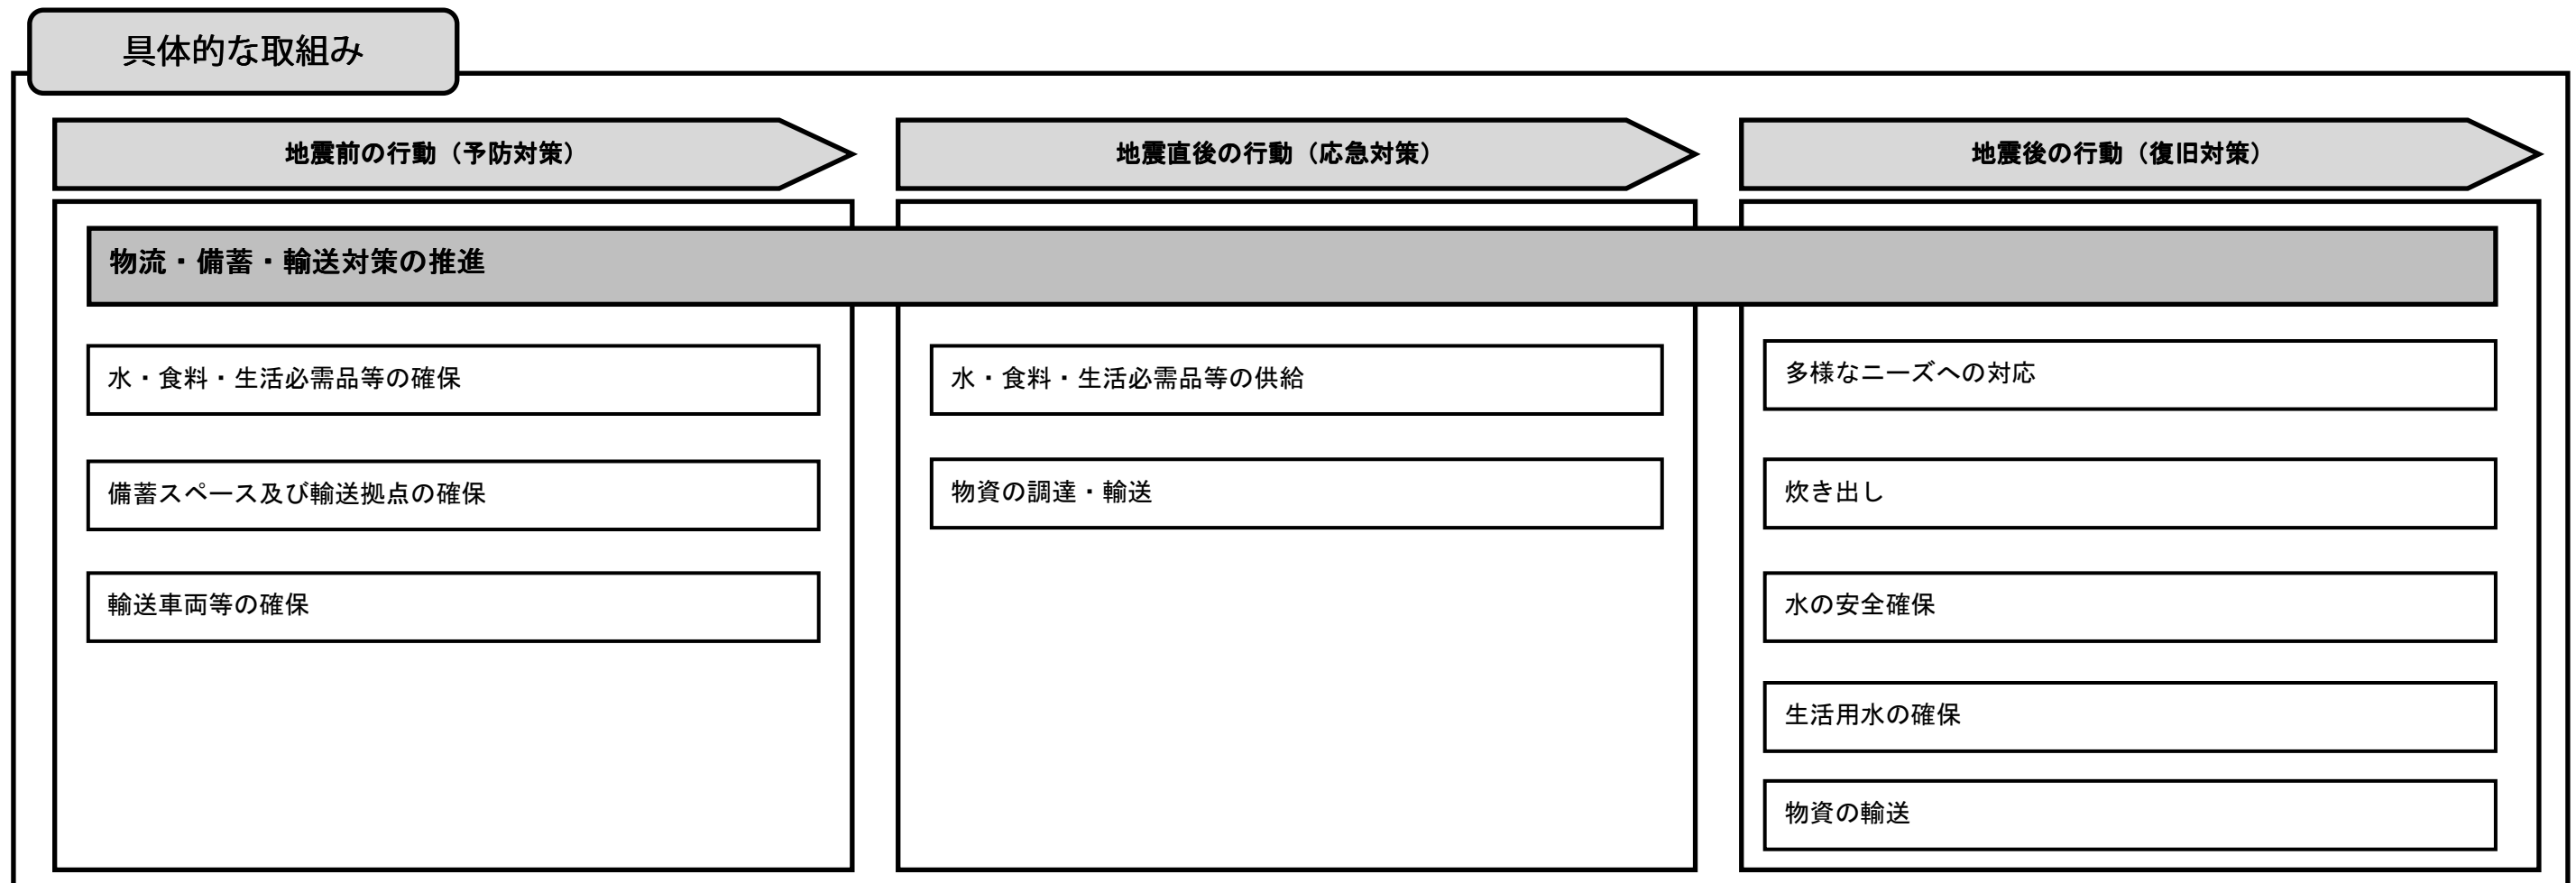 具体的な取組み
地震前の行動（予防対策）
地震直後の行動（応急対策）
地震後の行動（復旧対策）
物流・備蓄・輸送対策の推進
水・食料・生活必需品等の確保
備蓄スペース及び輸送拠点の確保
輸送車両等の確保
水・食料・生活必需品等の供給
物資の調達・輸送
多様なニーズへの対応
炊き出し
水の安全確保
生活用水の確保
物資の輸送